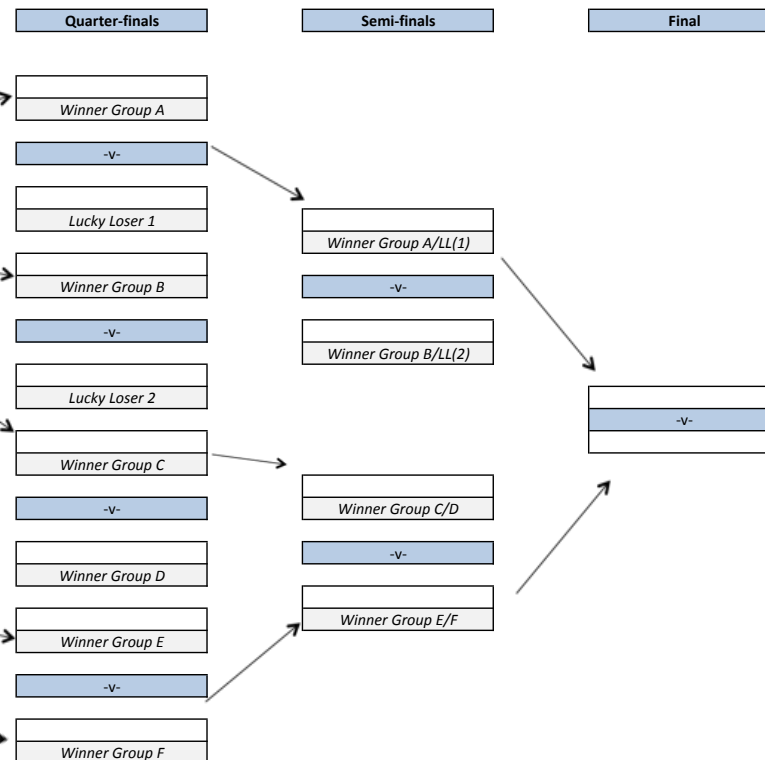 Quarter-finals
Semi-finals
Final
Winner Group A
-v-
Lucky Loser 1
Winner Group B
-v-
Lucky Loser 2
Winner Group C
-v-
Winner Group D
Winner Group E
-v-
Winner Group F
Winner Group A/LL(1)
-v-
Winner Group B/LL(2)
Winner Group C/D
-v-
Winner Group E/F
-v-